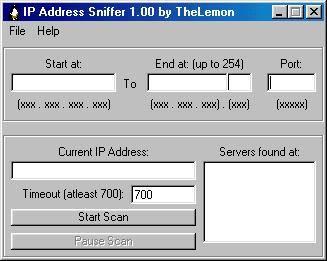 IP Address Sniffer 1.00 by TheLemon
File Help
Start at: End at: (up to 254) Port:
To
(xxx . xxx . xxx . xxx) (xxx . xxx . xxx) . (xxx) (xxxxx)
Current IP Address: Servers found at:
Timeout (atleast 700): 700
Start Scan
Pause Scan